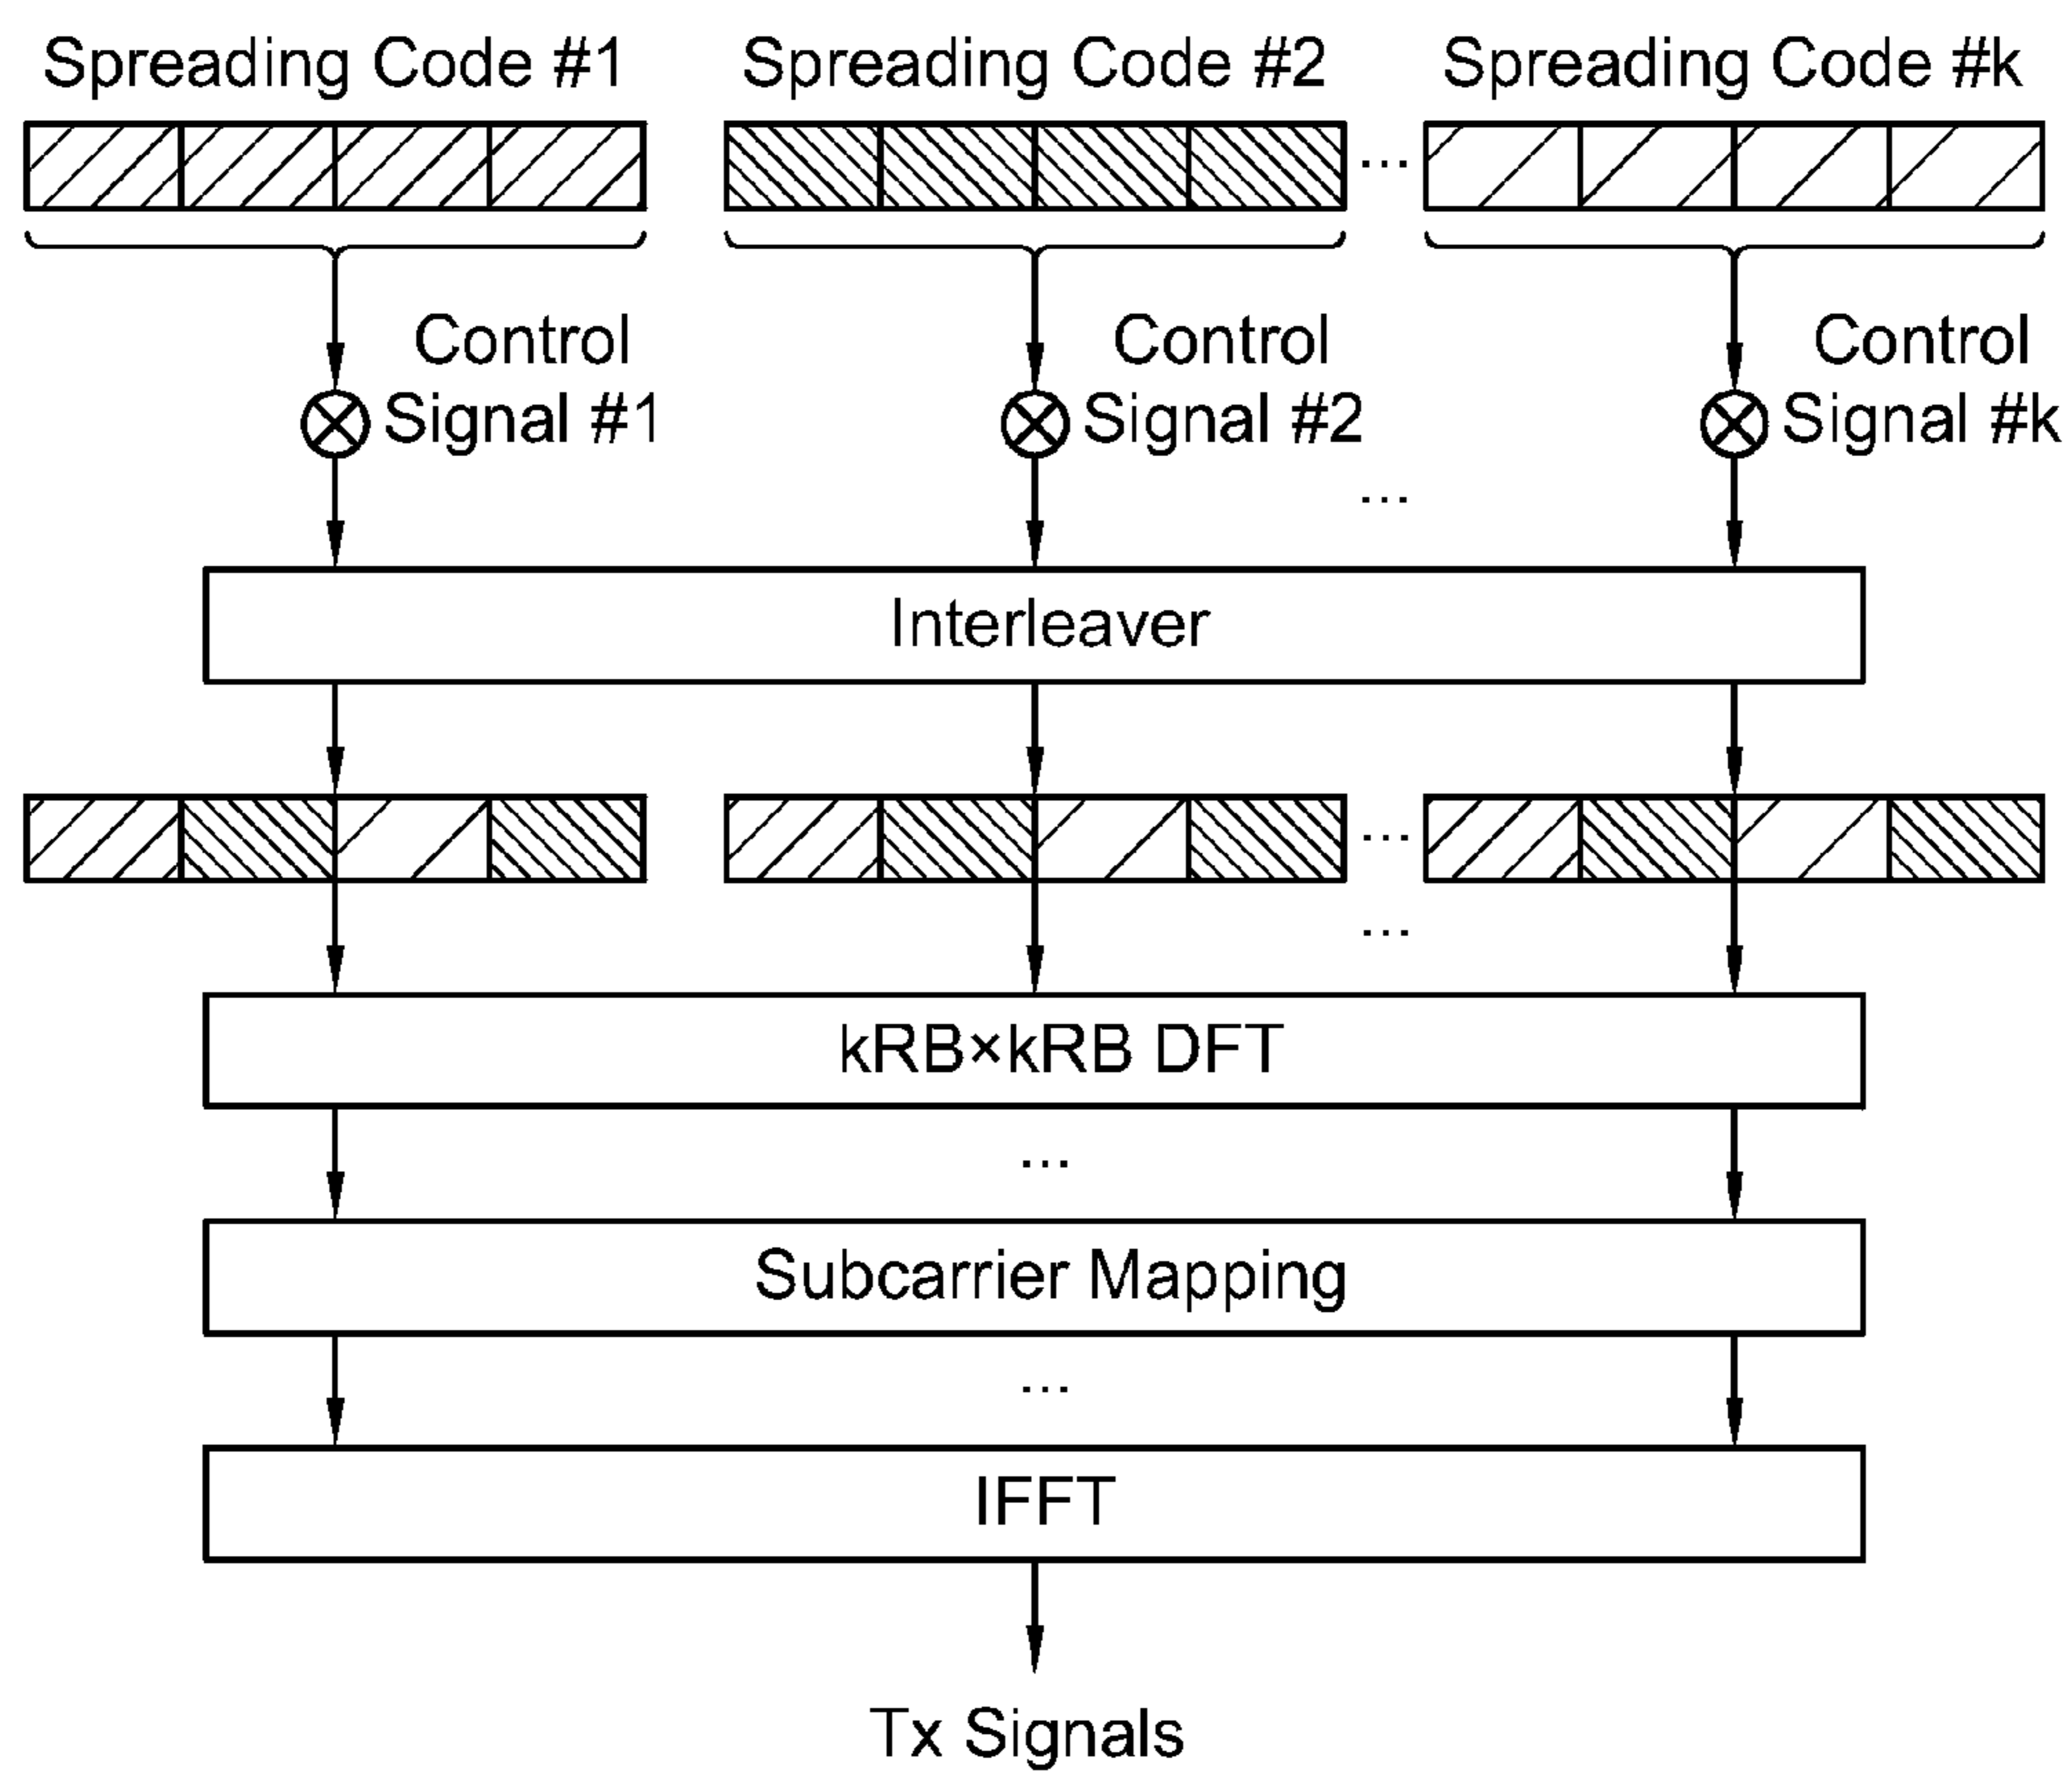 Spreading Code #1 Spreading Code #2 Spreading Code #k
...
Control Control Control
Signal #1 Signal #2 Signal #k
...
Interleaver
...
...
kRB×kRB DFT
...
Subcarrier Mapping
...
IFFT
Tx Signals